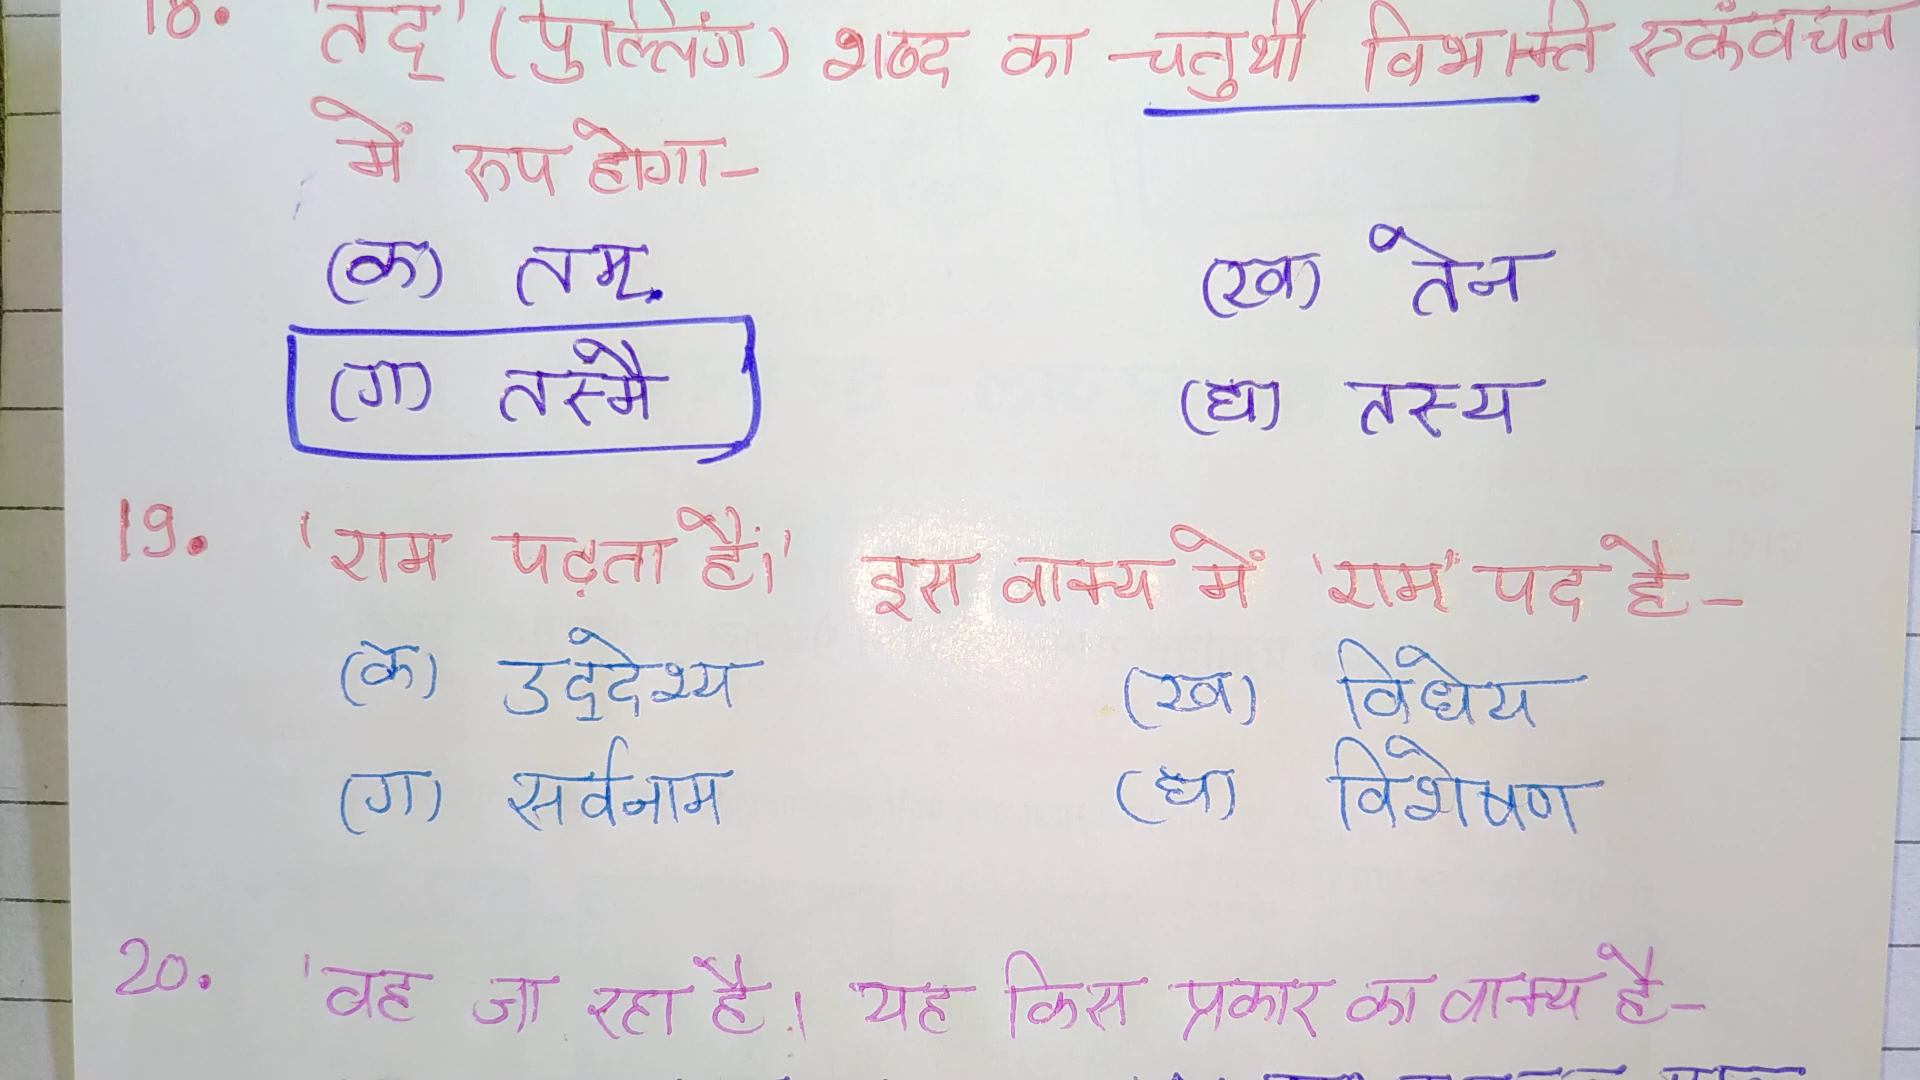 18. 'तद्' (पुल्लिंग) शब्द का चतुर्थी विभक्ति एकवचन
में रुप होगा-
(क) तम् (ख) तेन
(ग) तस्मै (घ) तस्य
19. 'राम पढ़ता हैं।' इस वाक्य में 'राम' पद है-
(क) उद्देश्य (ख) विधेय
(ग) सर्वनाम (घ) विशेषण
20. 'वह जा रहा है। यह किस प्रकार का वाक्य है-